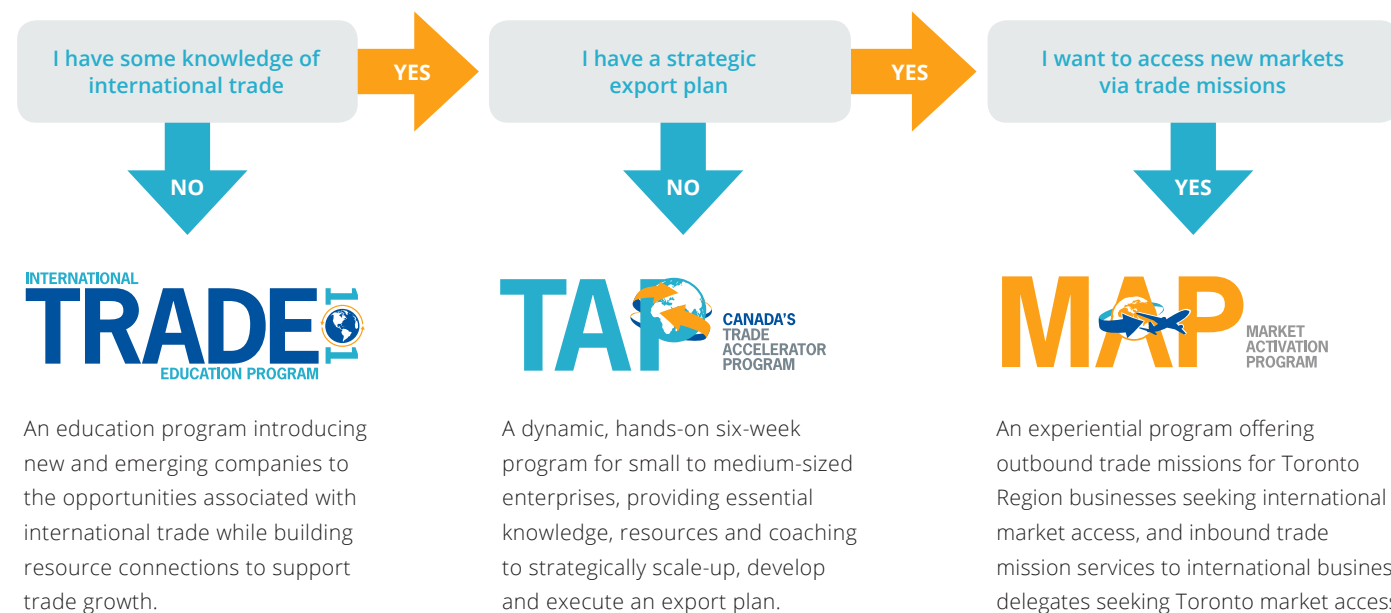 I have some knowledge of
international trade
YES
I have a strategic
export plan
YES
I want to access new markets
via trade missions
NO
NO
YES
INTERNATIONAL
TRADE 101
EDUCATION PROGRAM
TAP
CANADA'S
TRADE
ACCELERATOR
PROGRAM
MAP
MARKET
ACTIVATION
PROGRAM
An education program introducing
new and emerging companies to
the opportunities associated with
international trade while building
resource connections to support
trade growth.
A dynamic, hands-on six-week
program for small to medium-sized
enterprises, providing essential
knowledge, resources and coaching
to strategically scale-up, develop
and execute an export plan.
An experiential program offering
outbound trade missions for Toronto
Region businesses seeking international
market access, and inbound trade
mission services to international busines
delegates seeking Toronto market access